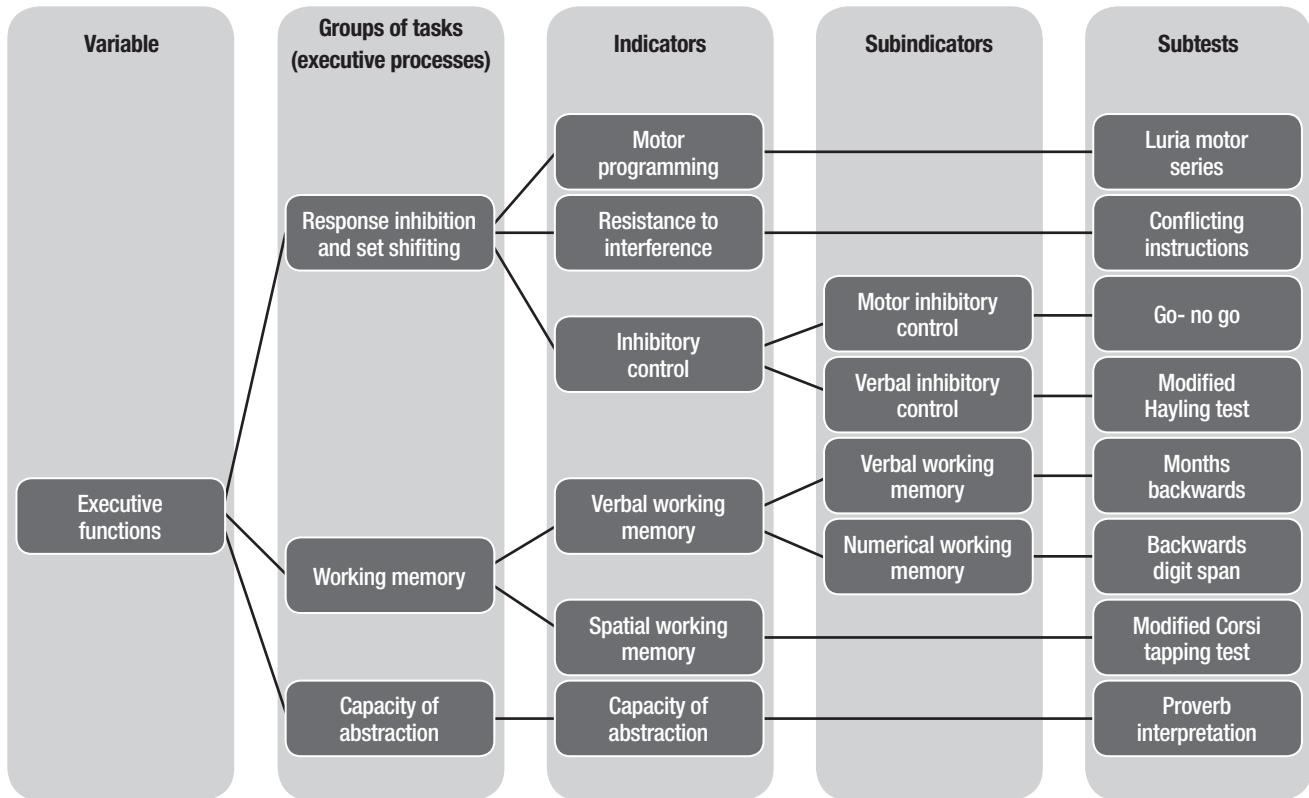 Variable
Groups of tasks
(executive processes)
Indicators
Subindicators
Subtests
Executive
functions
Response inhibition
and set shifiting
Working memory
Capacity of
abstraction
Motor
programming
Resistance to
interference
Inhibitory
control
Verbal working
memory
Spatial working
memory
Capacity of
abstraction
Motor inhibitory
control
Verbal inhibitory
control
Verbal working
memory
Numerical working
memory
Luria motor
series
Conflicting
instructions
Go- no go
Modified
Hayling test
Months
backwards
Backwards
digit span
Modified Corsi
tapping test
Proverb
interpretation